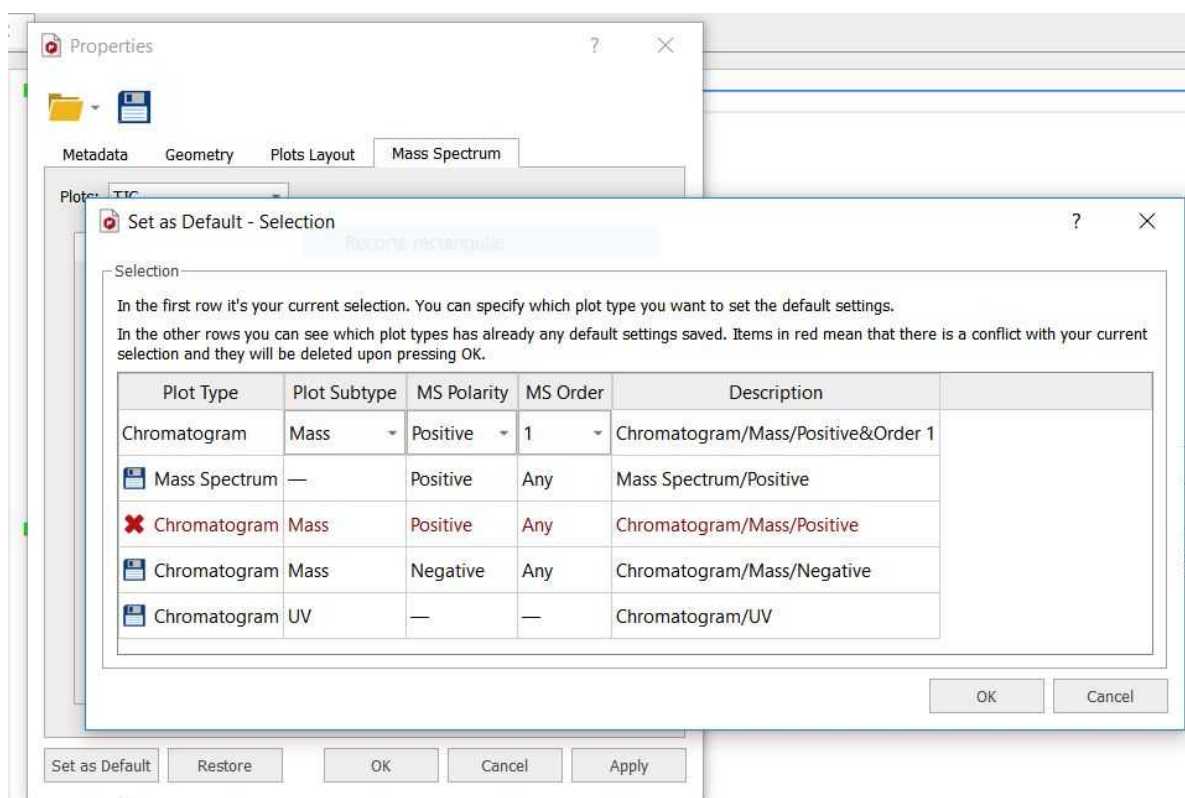 Properties
Metadata Geometry Plots Layout Mass Spectrum
Plots: TIC
Set as Default - Selection
Recorte rectangular
Selection
In the first row it's your current selection. You can specify which plot type you want to set the default settings.
In the other rows you can see which plot types has already any default settings saved. Items in red mean that there is a conflict with your current
selection and they will be deleted upon pressing OK.
Plot Type Plot Subtype MS Polarity MS Order Description
Chromatogram Mass Positive 1 Chromatogram/Mass/Positive&Order 1
Mass Spectrum — Positive Any Mass Spectrum/Positive
Chromatogram Mass Positive Any Chromatogram/Mass/Positive
Chromatogram Mass Negative Any Chromatogram/Mass/Negative
Chromatogram UV — — Chromatogram/UV
OK Cancel
Set as Default Restore OK Cancel Apply